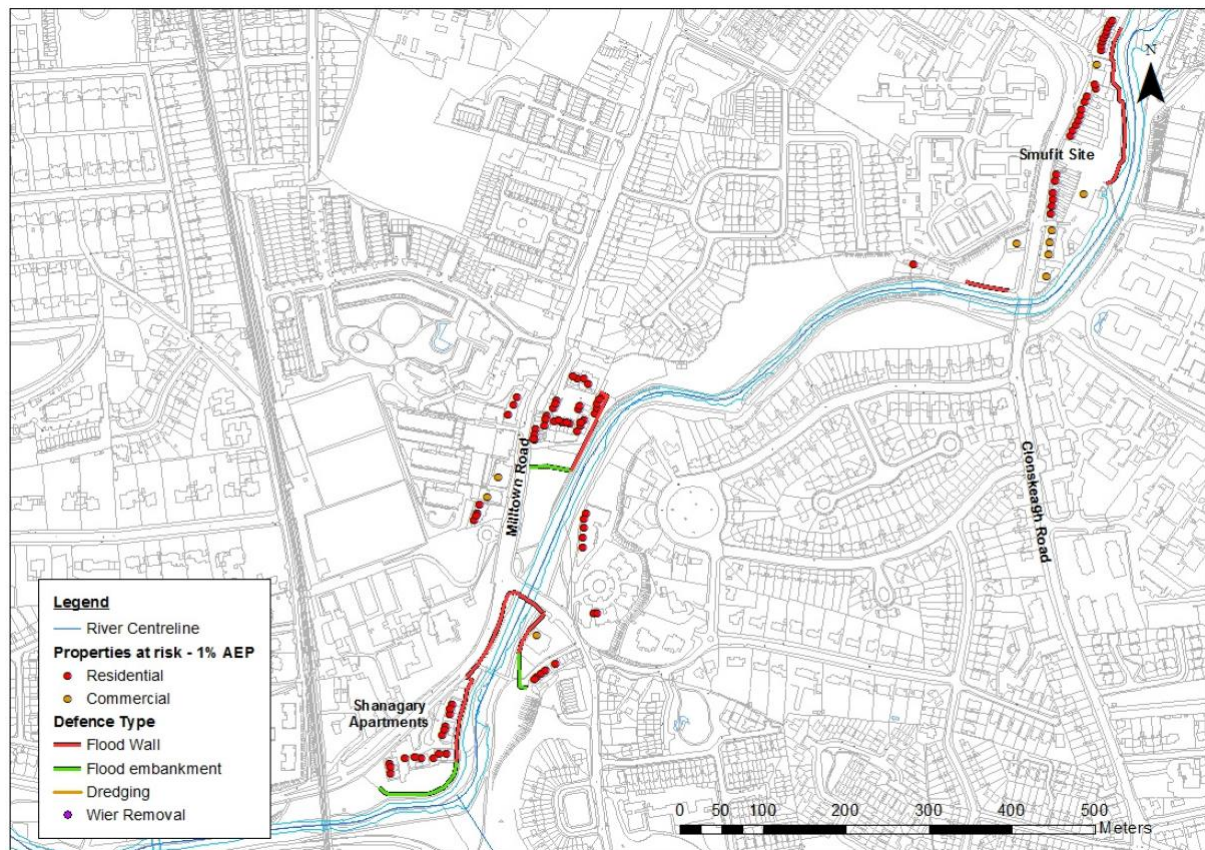 N
Smufit Site
Milltown Road
Clonskeagh Road
Shanagary
Apartments
Legend
River Centreline
Properties at risk - 1% AEP
Residential
Commercial
Defence Type
Flood Wall
Flood embankment
Dredging
Wier Removal
0 50 100 200 300 400 500
Meters